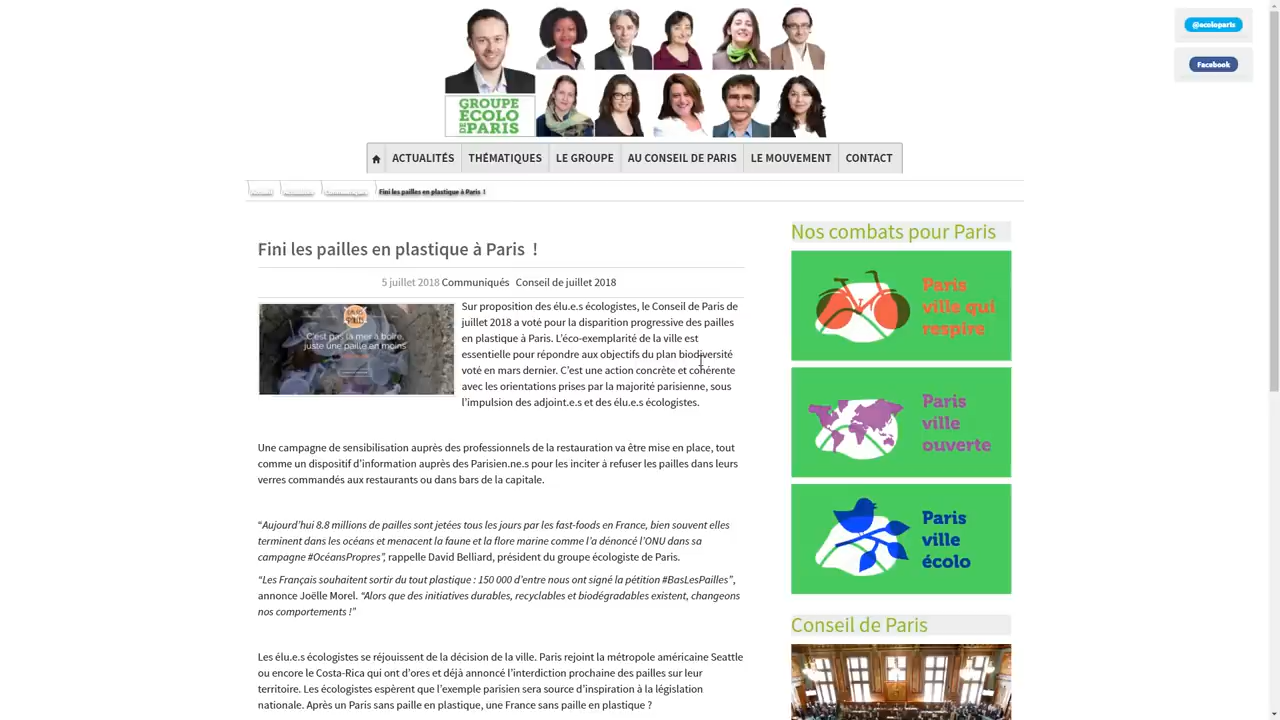 @ecoloparis
Facebook
GROUPE
ÉCOLO
DE PARIS
ACTUALITÉS THÉMATIQUES LE GROUPE AU CONSEIL DE PARIS LE MOUVEMENT CONTACT
Accueil Actualités Communiqués Fini les pailles en plastique à Paris !
Fini les pailles en plastique à Paris !
5 juillet 2018 Communiqués Conseil de juillet 2018
C'est pas la mer à boire,
juste une paille en moins
Sur proposition des élu.e.s écologistes, le Conseil de Paris de
juillet 2018 a voté pour la disparition progressive des pailles
en plastique à Paris. L’éco-exemplarité de la ville est
essentielle pour répondre aux objectifs du plan biodiversité
voté en mars dernier. C’est une action concrète et cohérente
avec les orientations prises par la majorité parisienne, sous
l’impulsion des adjoint.e.s et des élu.e.s écologistes.
Une campagne de sensibilisation auprès des professionnels de la restauration va être mise en place, tout
comme un dispositif d’information auprès des Parisien.ne.s pour les inciter à refuser les pailles dans leurs
verres commandés aux restaurants ou dans bars de la capitale.
“Aujourd’hui 8.8 millions de pailles sont jetées tous les jours par les fast-foods en France, bien souvent elles
terminent dans les océans et menacent la faune et la flore marine comme l’a dénoncé l’ONU dans sa
campagne #OcéansPropres”, rappelle David Belliard, président du groupe écologiste de Paris.
“Les Français souhaitent sortir du tout plastique : 150 000 d’entre nous ont signé la pétition #BasLesPailles”,
annonce Joëlle Morel. “Alors que des initiatives durables, recyclables et biodégradables existent, changeons
nos comportements !”
Les élu.e.s écologistes se réjouissent de la décision de la ville. Paris rejoint la métropole américaine Seattle
ou encore le Costa-Rica qui ont d’ores et déjà annoncé l’interdiction prochaine des pailles sur leur
territoire. Les écologistes espèrent que l’exemple parisien sera source d’inspiration à la législation
nationale. Après un Paris sans paille en plastique, une France sans paille en plastique ?
Nos combats pour Paris
Paris
ville qui
respire
Paris
ville
ouverte
Paris
ville
écolo
Conseil de Paris